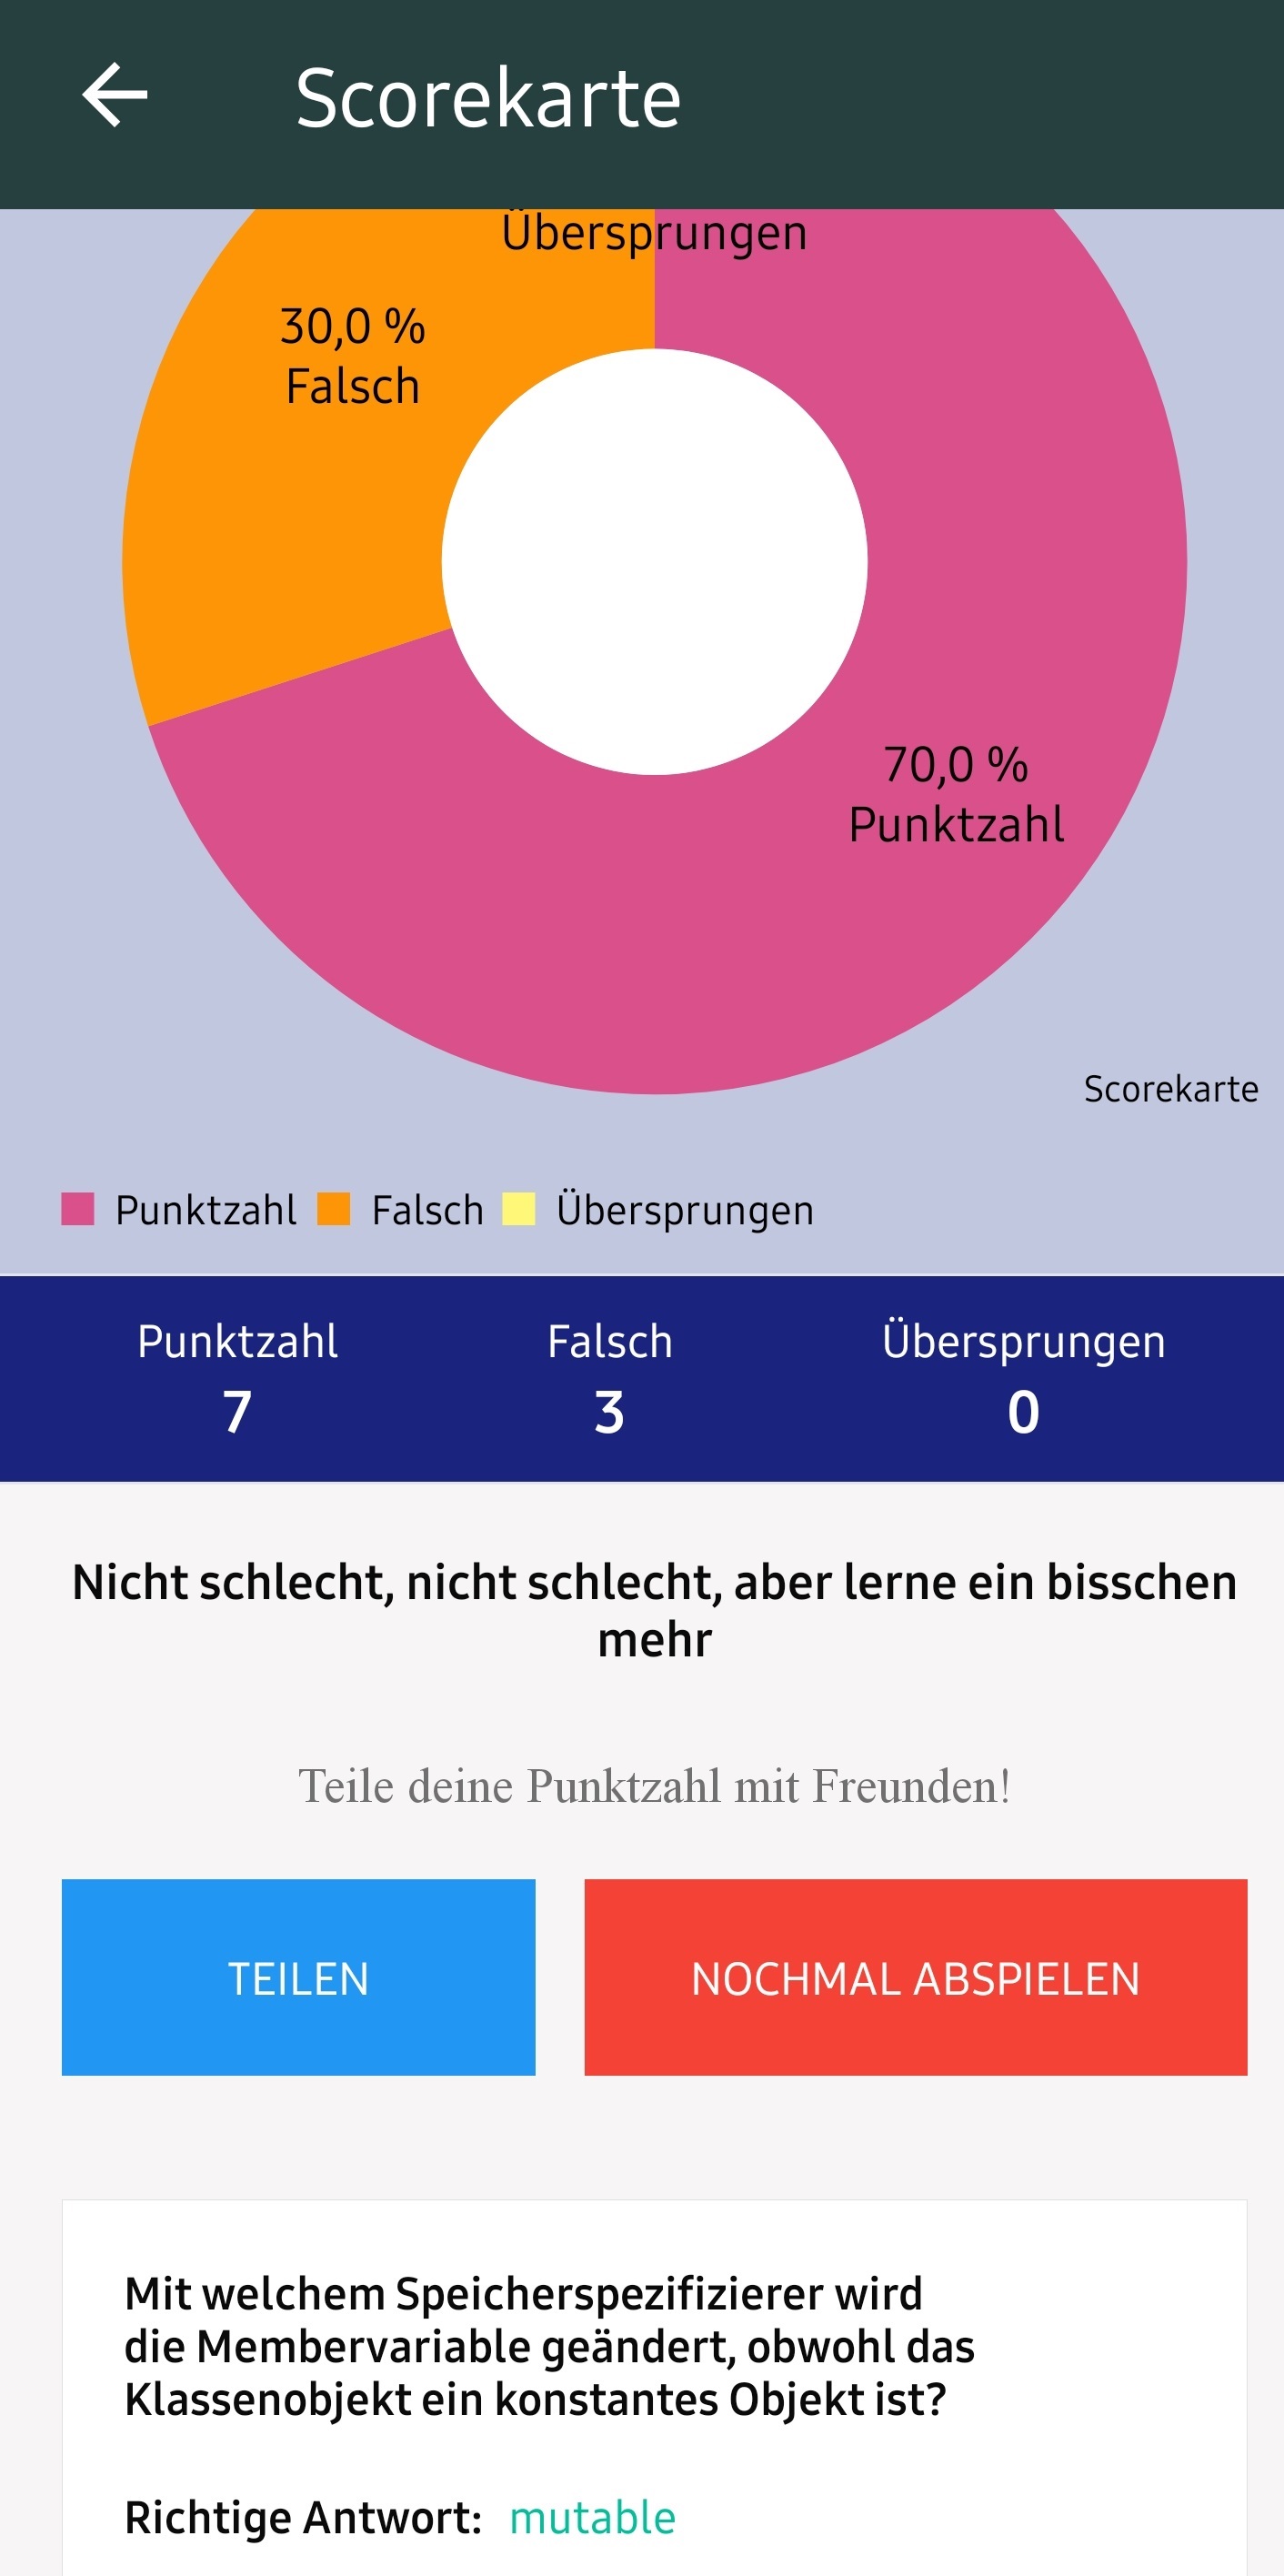 Scorekarte
Übersprungen
30,0 %
Falsch
70,0 %
Punktzahl
Scorekarte
Punktzahl Falsch Übersprungen
Punktzahl Falsch Übersprungen
7 3 0
Nicht schlecht, nicht schlecht, aber lerne ein bisschen
mehr
Teile deine Punktzahl mit Freunden!
TEILEN NOCHMAL ABSPIELEN
Mit welchem Speicherspezifizierer wird
die Membervariable geändert, obwohl das
Klassenobjekt ein konstantes Objekt ist?
Richtige Antwort: mutable